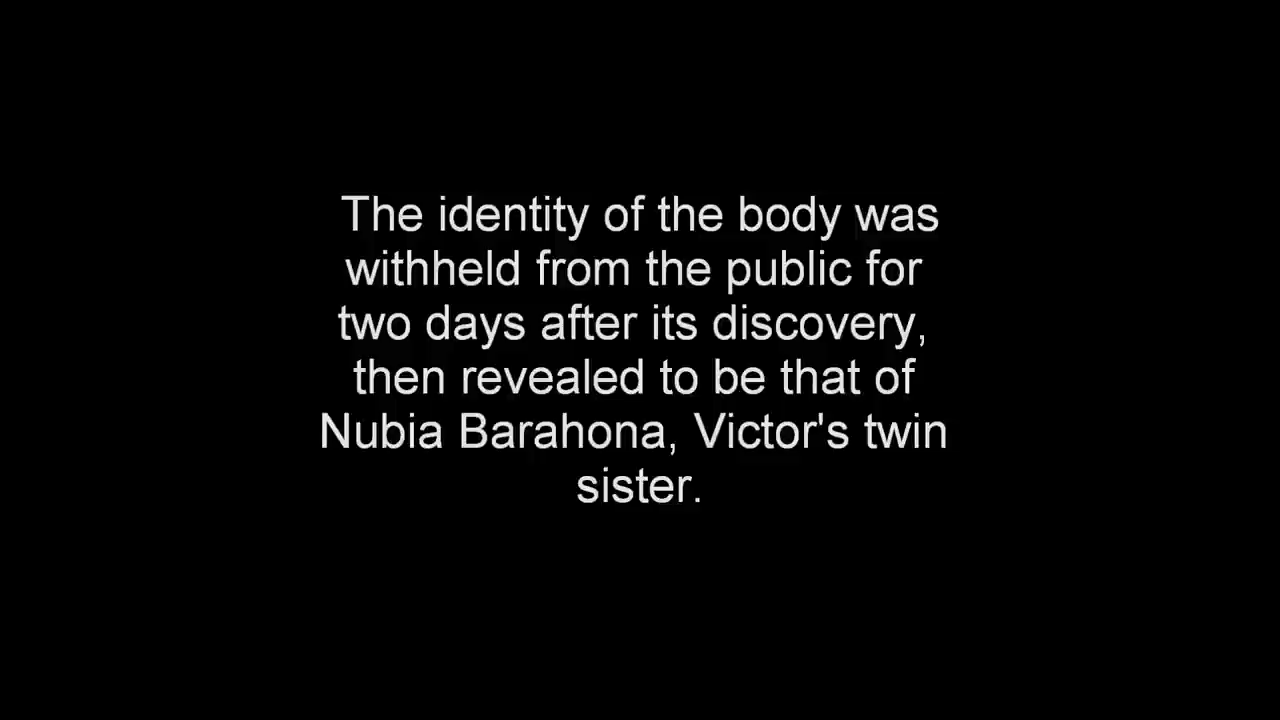 The identity of the body was
withheld from the public for
two days after its discovery,
then revealed to be that of
Nubia Barahona, Victor's twin
sister.